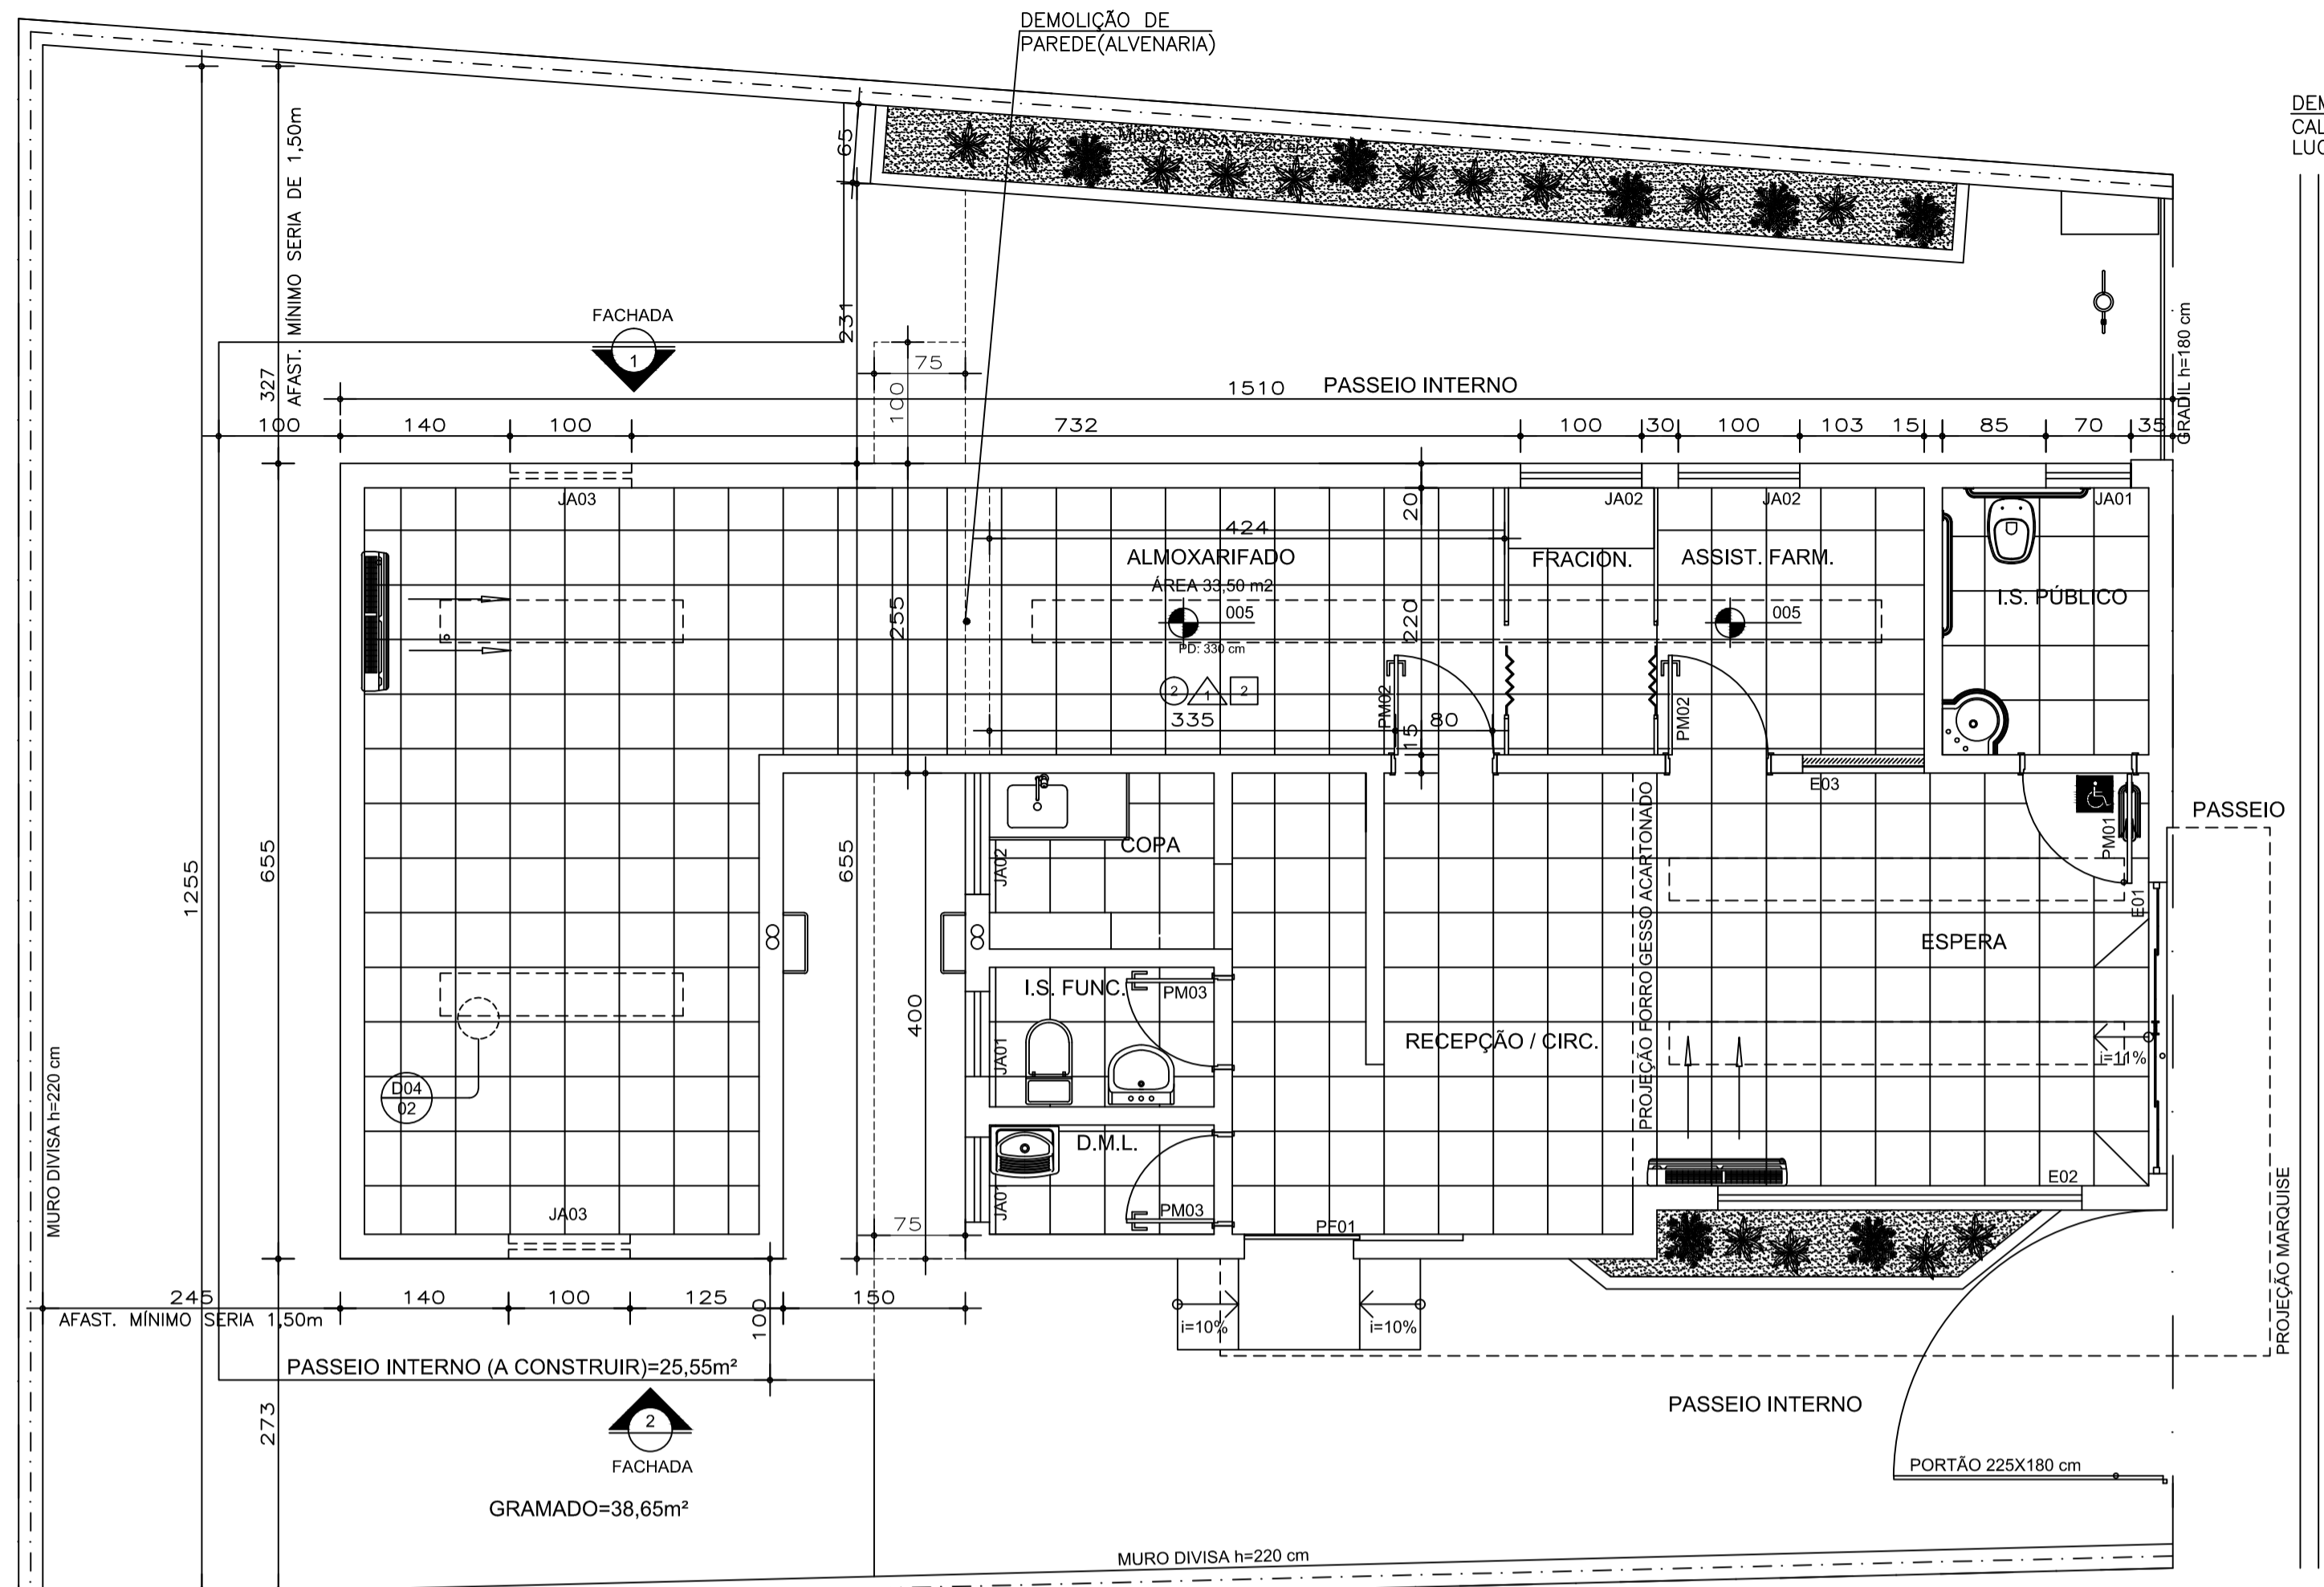 DEMOLIÇÃO DE
PAREDE(ALVENARIA)
DEM
CAL
LUC
MURO DIVISA h=220 cm
AFAST. MÍNIMO SERIA DE 1,50m
327
65
231
FACHADA
1
75
100
1510
PASSEIO INTERNO
GRADIL h=180 cm
100
140
100
732
100
30
100
103
15
85
70
35
JA03
20
JA02
JA02
JA01
424
ALMOXARIFADO
FRACION.
ASSIST. FARM.
ÁREA 33,50 m2
I.S. PÚBLICO
255
005
220
005
PD: 330 cm
2
1
2
PM02
PM02
335
15
80
E03
PASSEIO
COPA
JA02
PROJEÇÃO FORRO GESSO ACARTONADO
PM01
1255
655
655
E01
ESPERA
I.S. FUNC.
PM03
400
RECEPÇÃO / CIRC.
JA01
i=11%
MURO DIVISA h=220 cm
D04
02
D.M.L.
E02
JA01
PM03
JA03
75
PF01
PROJEÇÃO MARQUISE
245
140
100
125
150
100
AFAST. MÍNIMO SERIA 1,50m
i=10%
i=10%
PASSEIO INTERNO (A CONSTRUIR)=25,55m²
273
2
FACHADA
PASSEIO INTERNO
PORTÃO 225X180 cm
GRAMADO=38,65m²
MURO DIVISA h=220 cm